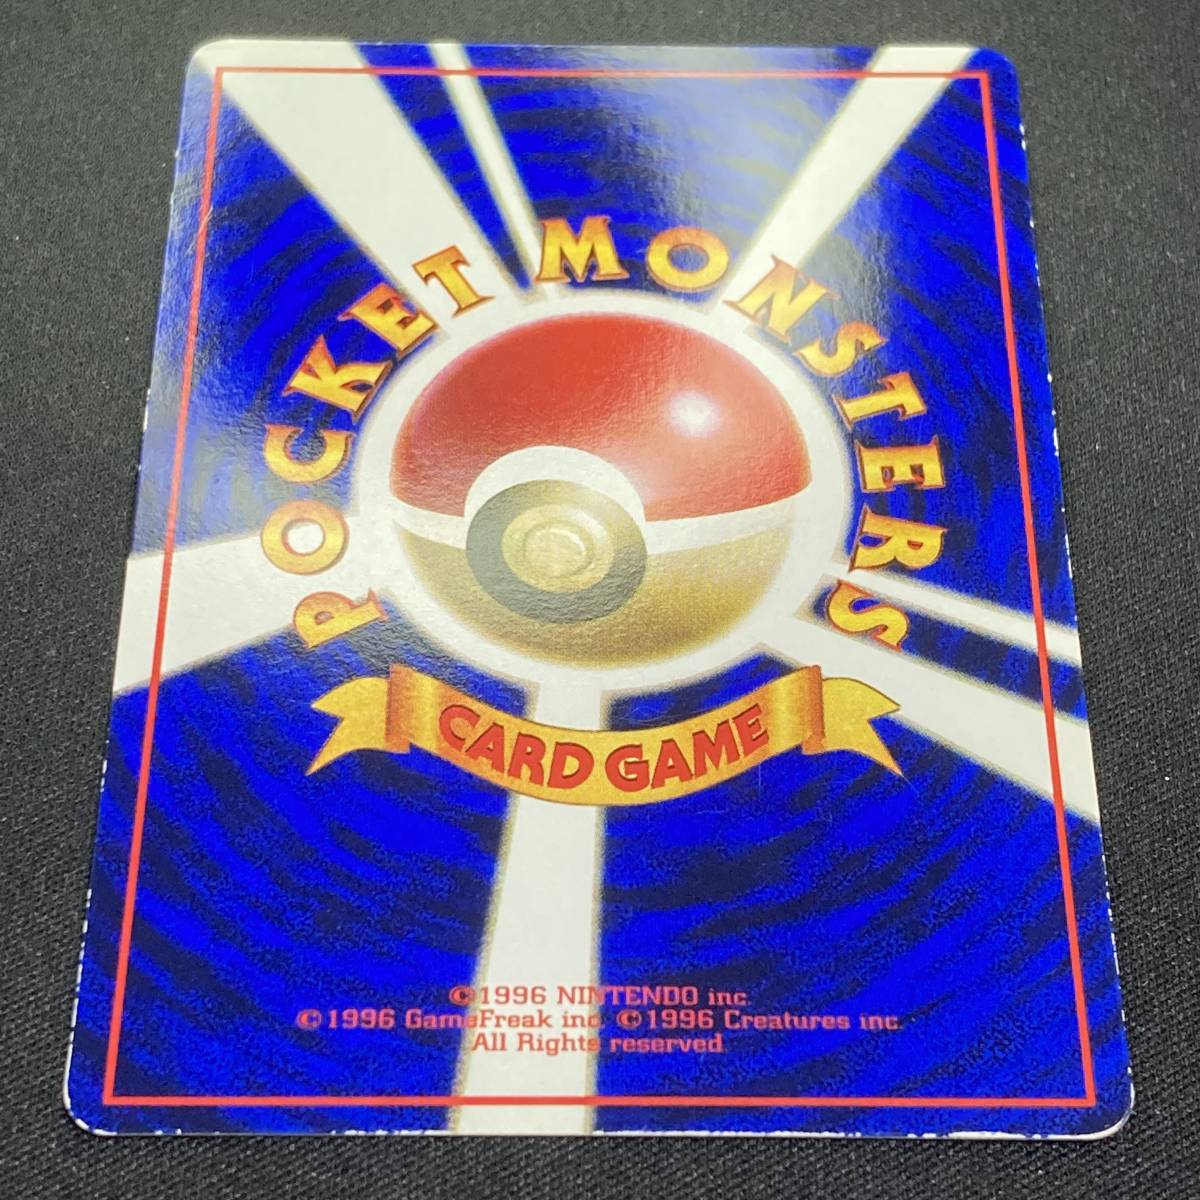 POCKET MONSTERS
CARD GAME
©1996 NINTENDO inc.
©1996 GameFreak inc. ©1996 Creatures inc.
All Rights reserved.